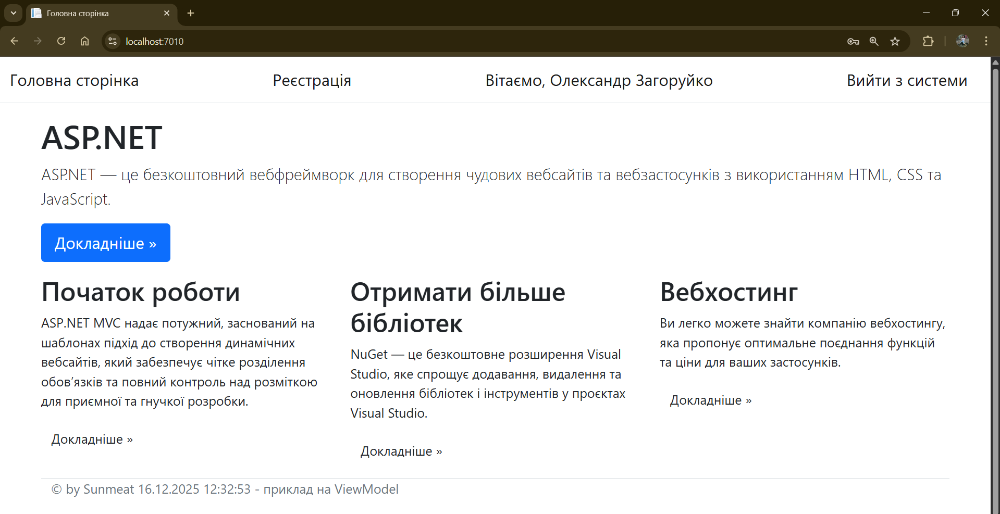 Головна сторінка
localhost:7010
Головна сторінка
Реєстрація
Вітаємо, Олександр Загоруйко
Вийти з системи
ASP.NET
ASP.NET — це безкоштовний вебфреймворк для створення чудових вебсайтів та вебзастосунків з використанням HTML, CSS та
JavaScript.
Докладніше »
Початок роботи
ASP.NET MVC надає потужний, заснований на
шаблонах підхід до створення динамічних
вебсайтів, який забезпечує чітке розділення
обов’язків та повний контроль над розміткою
для приємної та гнучкої розробки.
Докладніше »
Отримати більше
бібліотек
NuGet — це безкоштовне розширення Visual
Studio, яке спрощує додавання, видалення та
оновлення бібліотек і інструментів у проєктах
Visual Studio.
Докладніше »
Вебхостинг
Ви легко можете знайти компанію вебхостингу,
яка пропонує оптимальне поєднання функцій
та ціни для ваших застосунків.
Докладніше »
© by Sunmeat 16.12.2025 12:32:53 - приклад на ViewModel